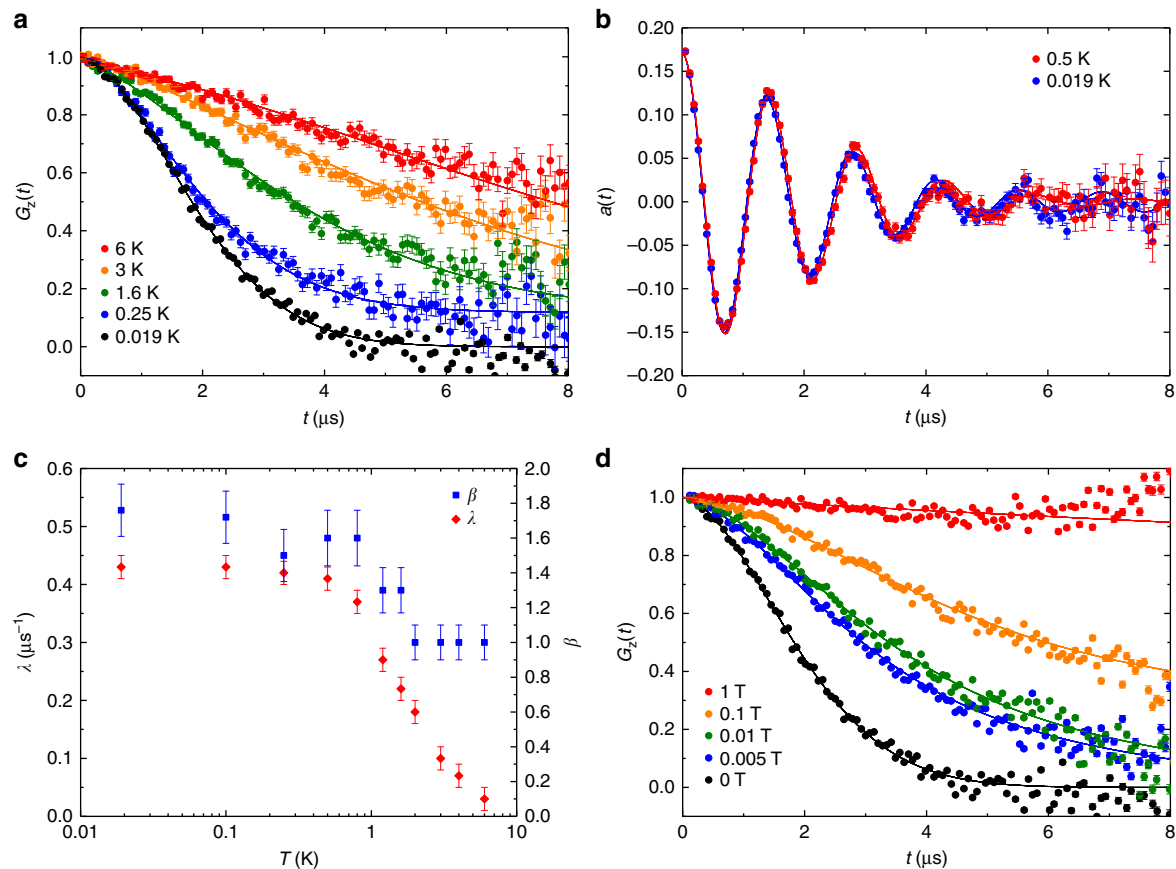 a
G_z(t)
1.0
0.8
0.6
0.4
0.2
0.0
6 K
3 K
1.6 K
0.25 K
0.019 K
0 2 4 6 8
t (μs)
b
a(t)
0.20
0.15
0.10
0.05
0.00
−0.05
−0.10
−0.15
−0.20
0.5 K
0.019 K
0 2 4 6 8
t (μs)
c
λ (μs⁻¹)
0.6
0.5
0.4
0.3
0.2
0.1
0.0
β
λ
2.0
1.8
1.6
1.4
1.2
1.0
0.8
0.6
0.4
0.2
0.0
β
0.01 0.1 1 10
T (K)
d
G_z(t)
1.0
0.8
0.6
0.4
0.2
0.0
1 T
0.1 T
0.01 T
0.005 T
0 T
0 2 4 6 8
t (μs)